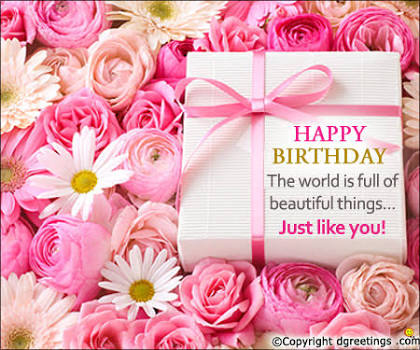 HAPPY
BIRTHDAY
The world is full of
beautiful things...
Just like you!
©Copyright dgreetings .com